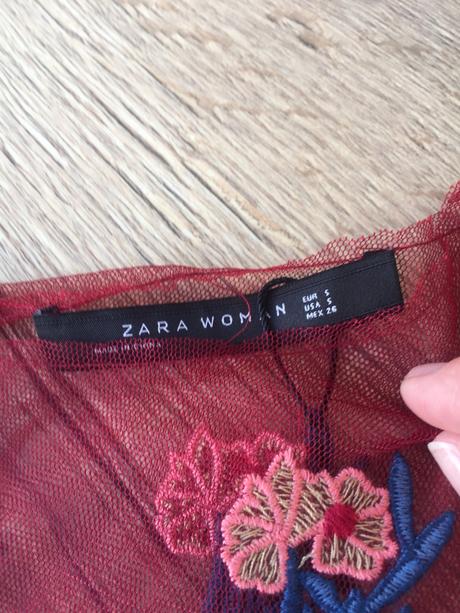 ZARA WOMAN
EUR S
USA S
MEX 26
MADE IN CHINA